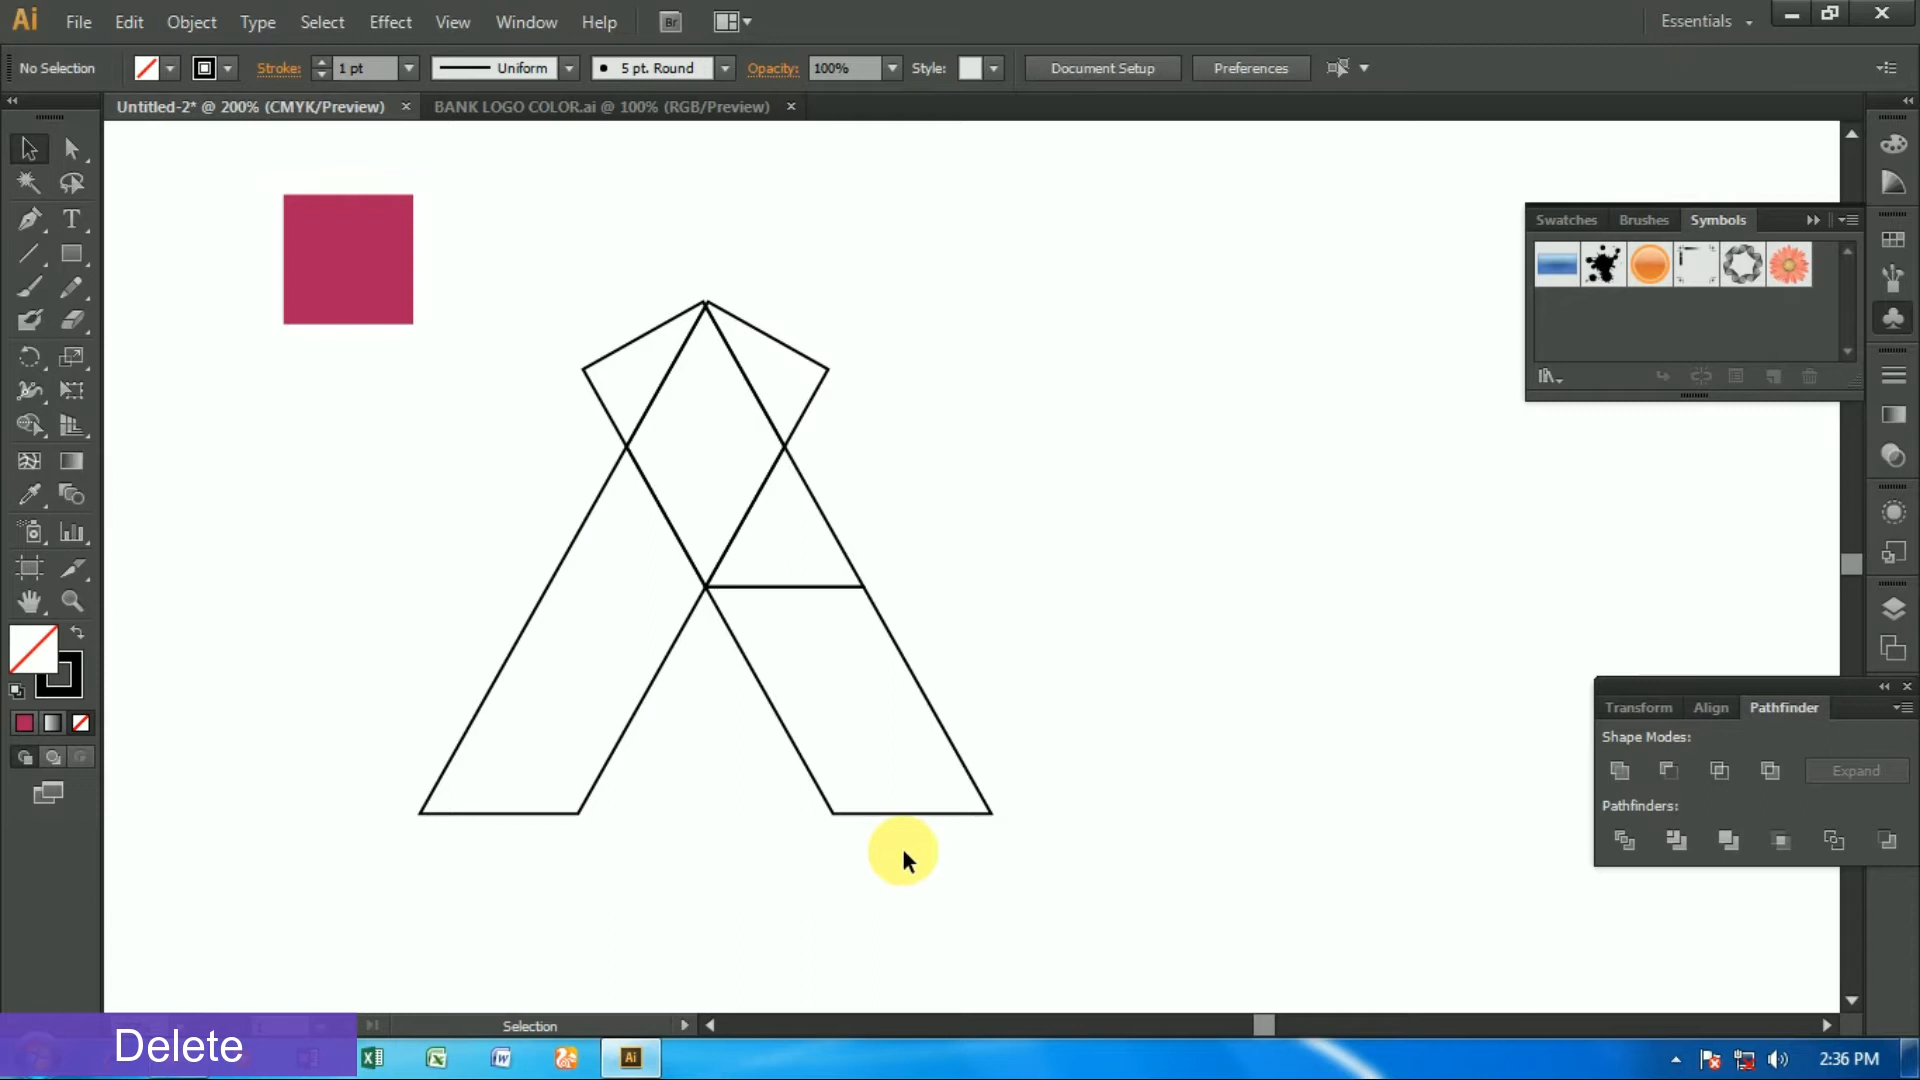 Ai File Edit Object Type Select Effect View Window Help Br Essentials
No Selection Stroke: 1 pt Uniform 5 pt. Round Opacity: 100% Style: Document Setup Preferences
Untitled-2* @ 200% (CMYK/Preview) BANK LOGO COLOR.ai @ 100% (RGB/Preview)
T
Swatches Brushes Symbols
Transform Align Pathfinder
Shape Modes:
Expand
Pathfinders:
Selection
Delete
Ai
2:36 PM